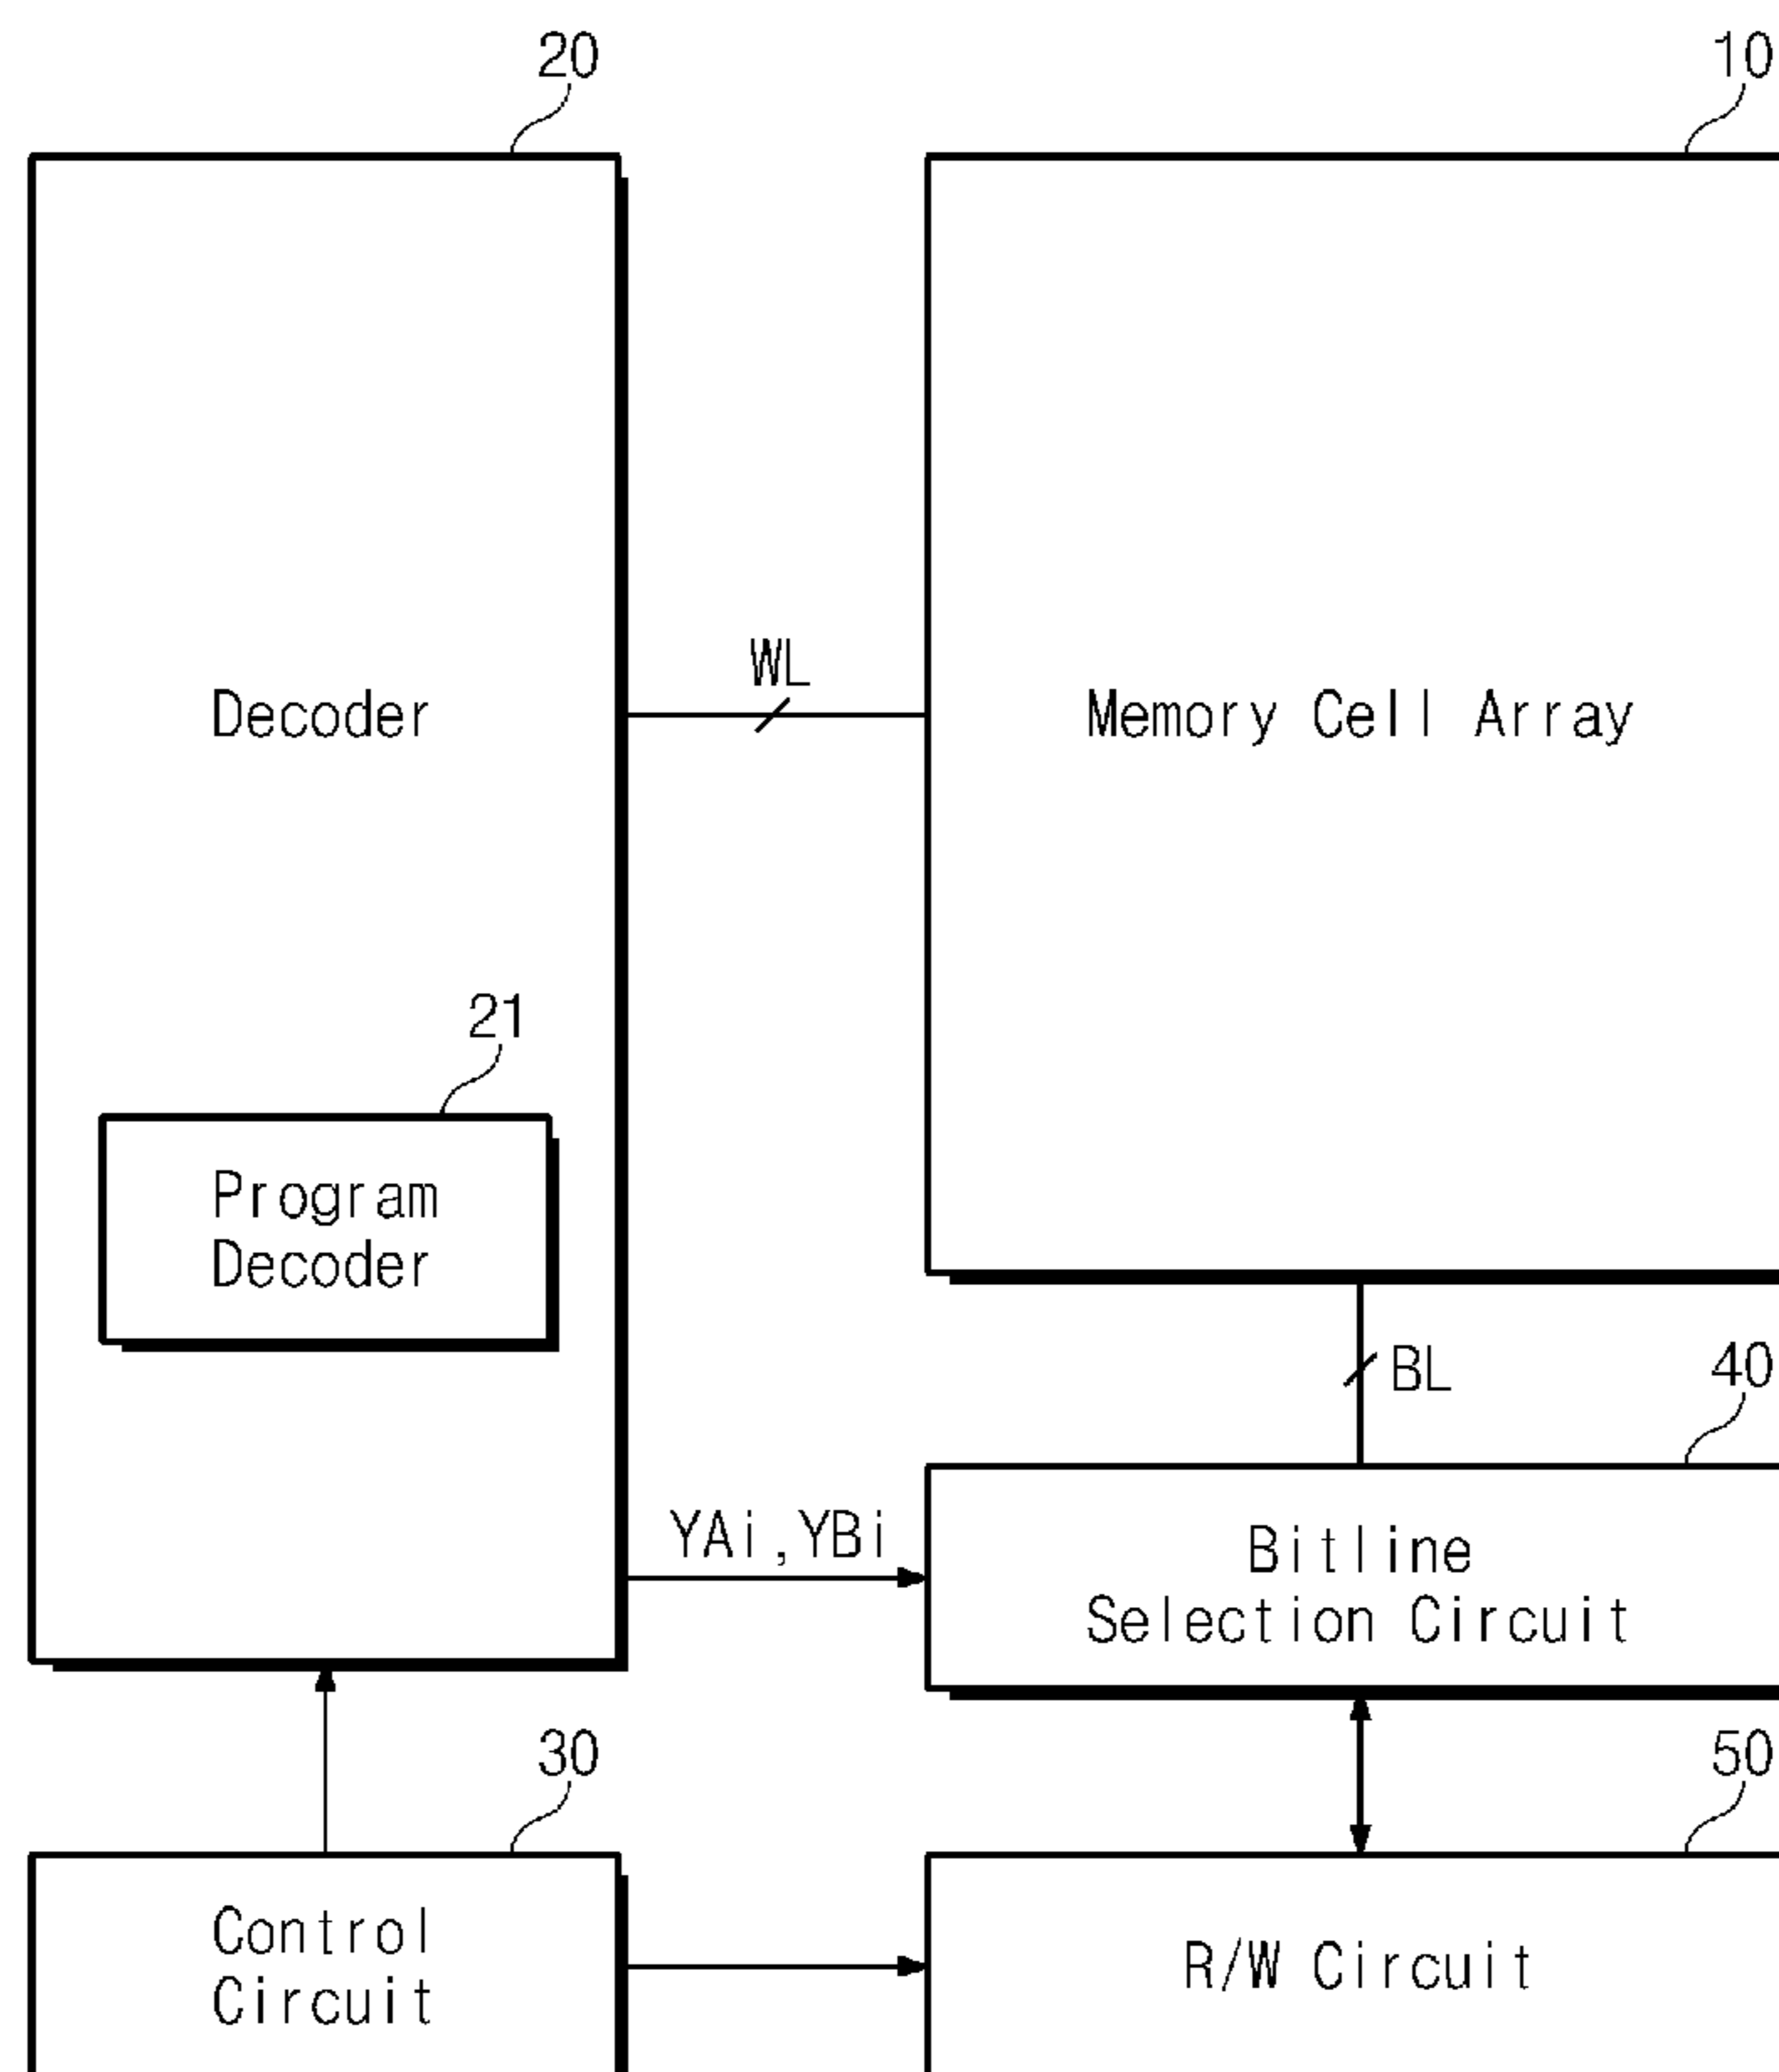 20
10
Decoder
WL
Memory Cell Array
21
Program
Decoder
BL
40
YAi,YBi
Bitline
Selection Circuit
30
50
Control
Circuit
R/W Circuit